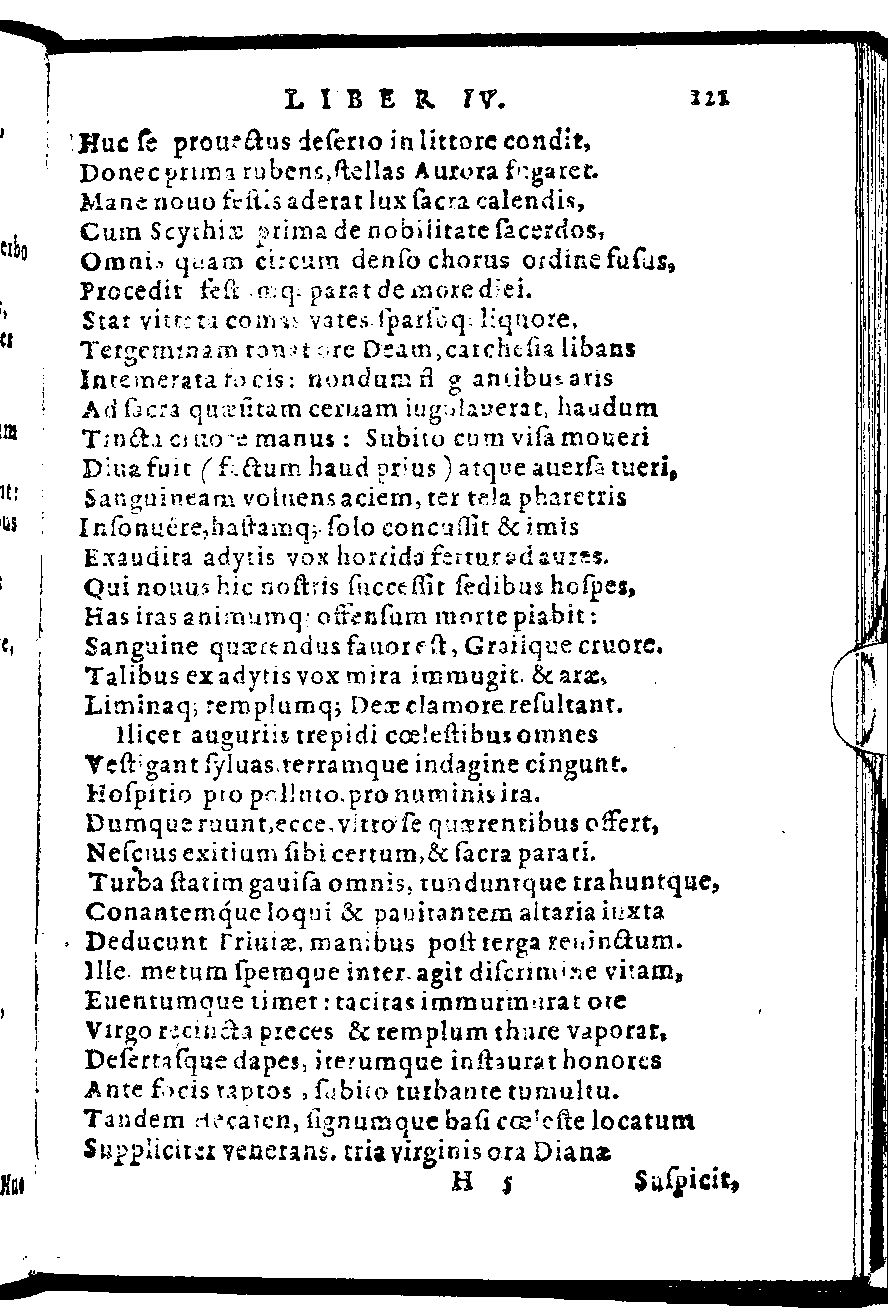 LIBER IV. 121
Huc ſe prouectus deſerto in littore condit,
Donec prima rubens, ſtellas Aurora fugaret.
Mane nouo feſtis aderat lux ſacra calendis,
Cum Scythiæ prima de nobilitate ſacerdos,
Omnis quam circum denſo chorus ordine fuſus,
Procedit parat de more diei.
Stat vittata comas vates ſparſoq; liquore,
Tergeminam Deam, carcheſia libans
Intemerata focis: nondum antibus aris
Ad ſacra quæſitam ceruam iugulauerat, haudum
Tincta cruore manus: Subito cum viſa moueri
Diua fuit (factum haud prius) atque auerſa tueri,
Sanguineam voluens aciem, ter tela pharetris
Inſonuére, haſtamq; ſolo concuſſit & imis
Exaudita adytis vox horrida fertur ad aures.
Qui nouus hic noſtris ſucceſſit ſedibus hoſpes,
Has iras animumq; offenſum morte piabit:
Sanguine quærendus fauor eſt, Graiique cruore.
Talibus ex adytis vox mira immugit. & aræ,
Liminaq; templumq; Deæ clamore reſultant.
Ilicet auguriis trepidi cœleſtibus omnes
Veſtigant ſyluas, terramque indagine cingunt.
Hoſpitio pro polluto, pro numinis ira.
Dumque ruunt, ecce, vltro ſe quærentibus offert,
Neſcius exitium ſibi certum, & ſacra parari.
Turba ſtatim gauiſa omnis, tunduntque trahuntque,
Conantemq́ue loqui & pauitantem altaria iuxta
Deducunt Triuiæ, manibus poſt terga reuinctum.
Ille metum ſpemque inter agit diſcrimine vitam,
Euentumque timet: tacitas immurmurat ore
Virgo recincta preces & templum thure vaporat,
Deſertaſque dapes, iterumque inſtaurat honores
Ante focis raptos, ſubito turbante tumultu.
Tandem Hecaten, ſignumque baſi cœleſte locatum
Suppliciter venerans, tria virginis ora Dianæ
H 5 Suſpicit,